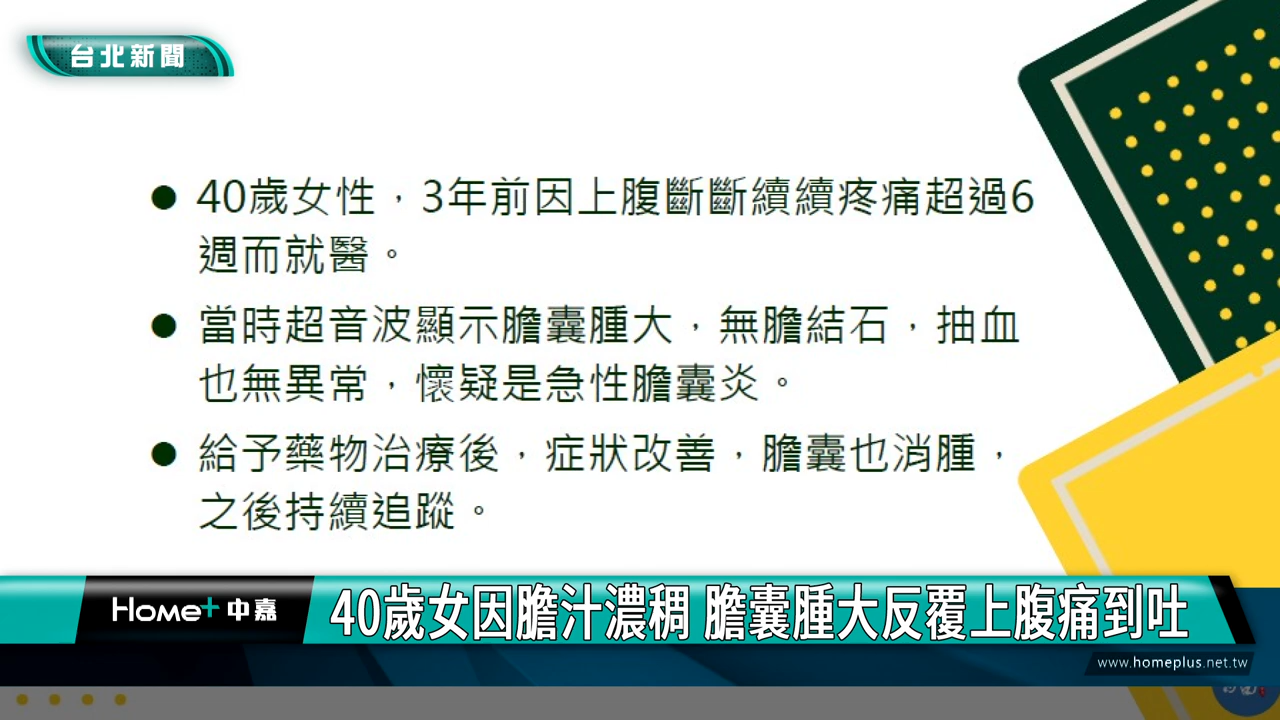 台北新聞
40歲女性，3年前因上腹斷斷續續疼痛超過6
週而就醫。
當時超音波顯示膽囊腫大，無膽結石，抽血
也無異常，懷疑是急性膽囊炎。
給予藥物治療後，症狀改善，膽囊也消腫，
之後持續追蹤。
Home+ 中嘉
40歲女因膽汁濃稠 膽囊腫大反覆上腹痛到吐
www.homeplus.net.tw